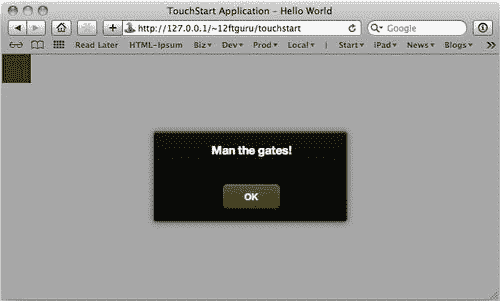 TouchStart Application - Hello World
http://127.0.0.1/~12ftguru/touchstart
Google
Read Later HTML-Ipsum Biz Dev Prod Local | Start iPad News Blogs >>
Man the gates!
OK